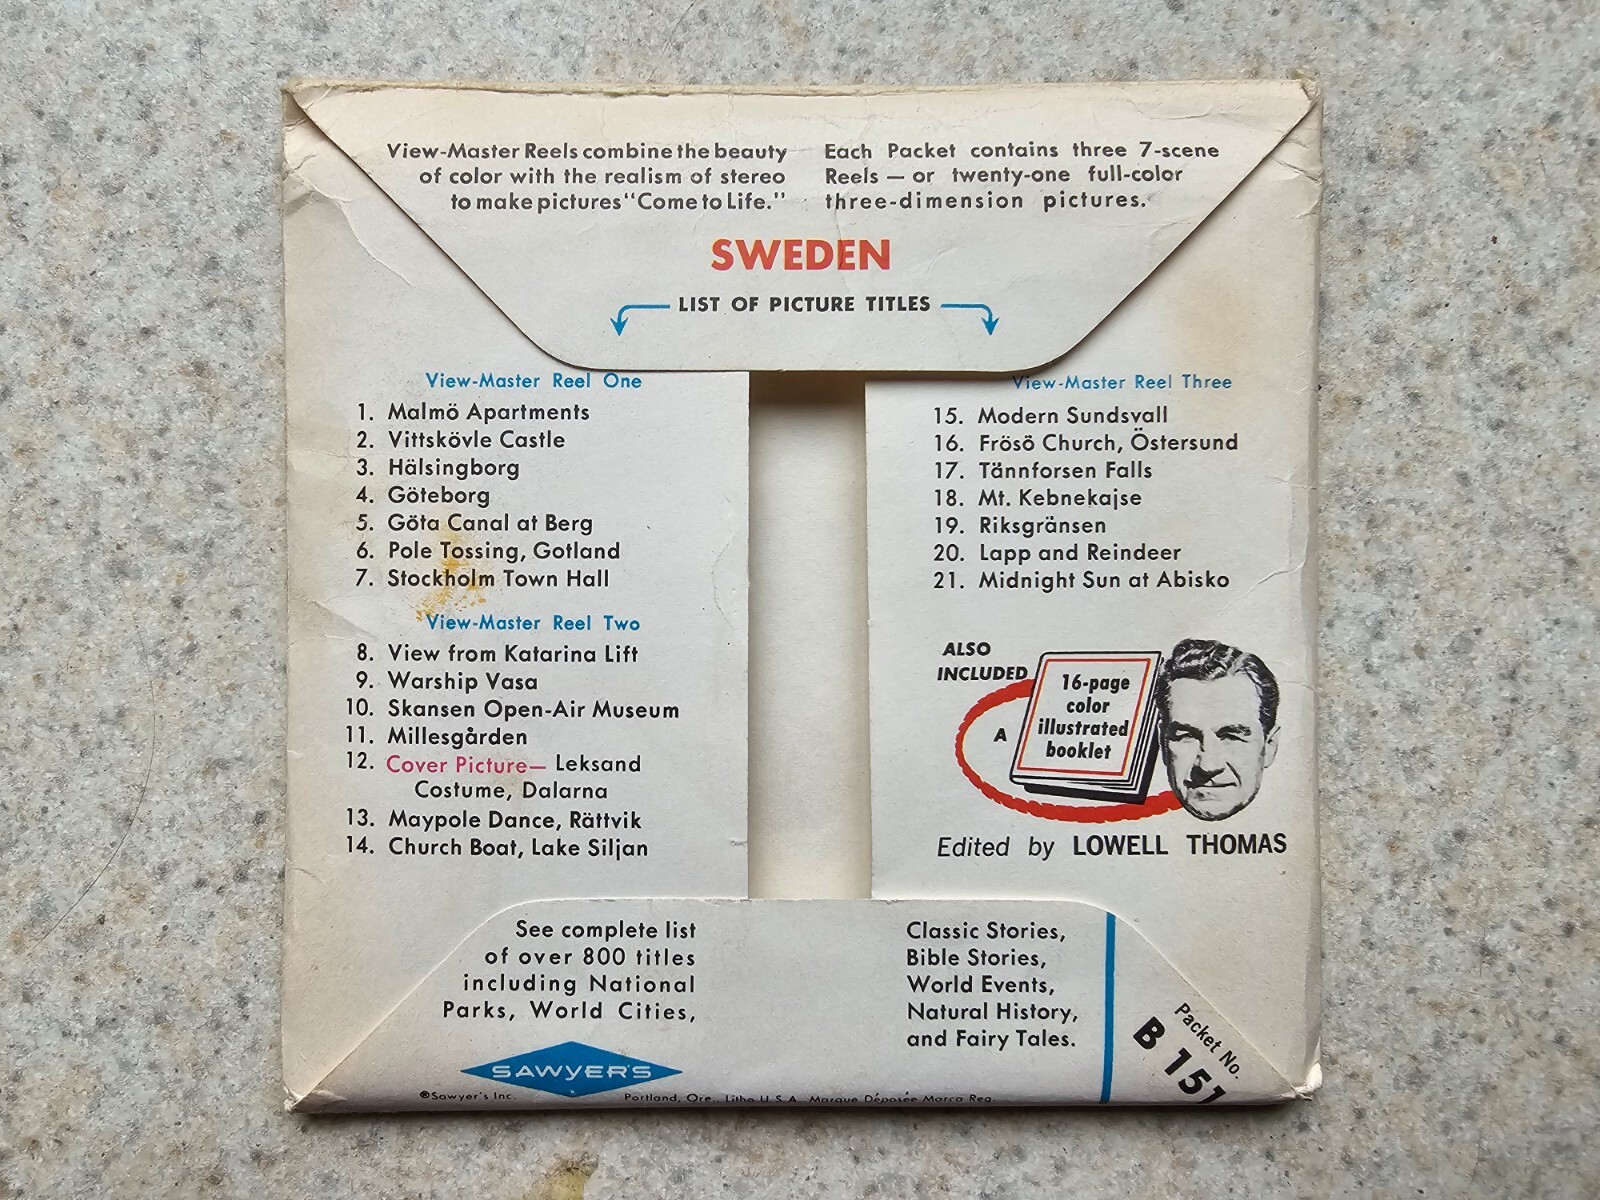 View-Master Reels combine the beauty
of color with the realism of stereo
to make pictures "Come to Life."
Each Packet contains three 7-scene
Reels — or twenty-one full-color
three-dimension pictures.
SWEDEN
LIST OF PICTURE TITLES
View-Master Reel One
1. Malmö Apartments
2. Vittskövle Castle
3. Hälsingborg
4. Göteborg
5. Göta Canal at Berg
6. Pole Tossing, Gotland
7. Stockholm Town Hall
View-Master Reel Two
8. View from Katarina Lift
9. Warship Vasa
10. Skansen Open-Air Museum
11. Millesgården
12. Cover Picture— Leksand
Costume, Dalarna
13. Maypole Dance, Rättvik
14. Church Boat, Lake Siljan
View-Master Reel Three
15. Modern Sundsvall
16. Frösö Church, Östersund
17. Tännforsen Falls
18. Mt. Kebnekajse
19. Riksgränsen
20. Lapp and Reindeer
21. Midnight Sun at Abisko
ALSO
INCLUDED
A
16-page
color
illustrated
booklet
Edited by LOWELL THOMAS
See complete list
of over 800 titles
including National
Parks, World Cities,
Classic Stories,
Bible Stories,
World Events,
Natural History,
and Fairy Tales.
Packet No.
B 151
SAWYER'S
®Sawyer's Inc.
Portland, Ore., Litho U.S.A. Marque Déposée Marca Reg.